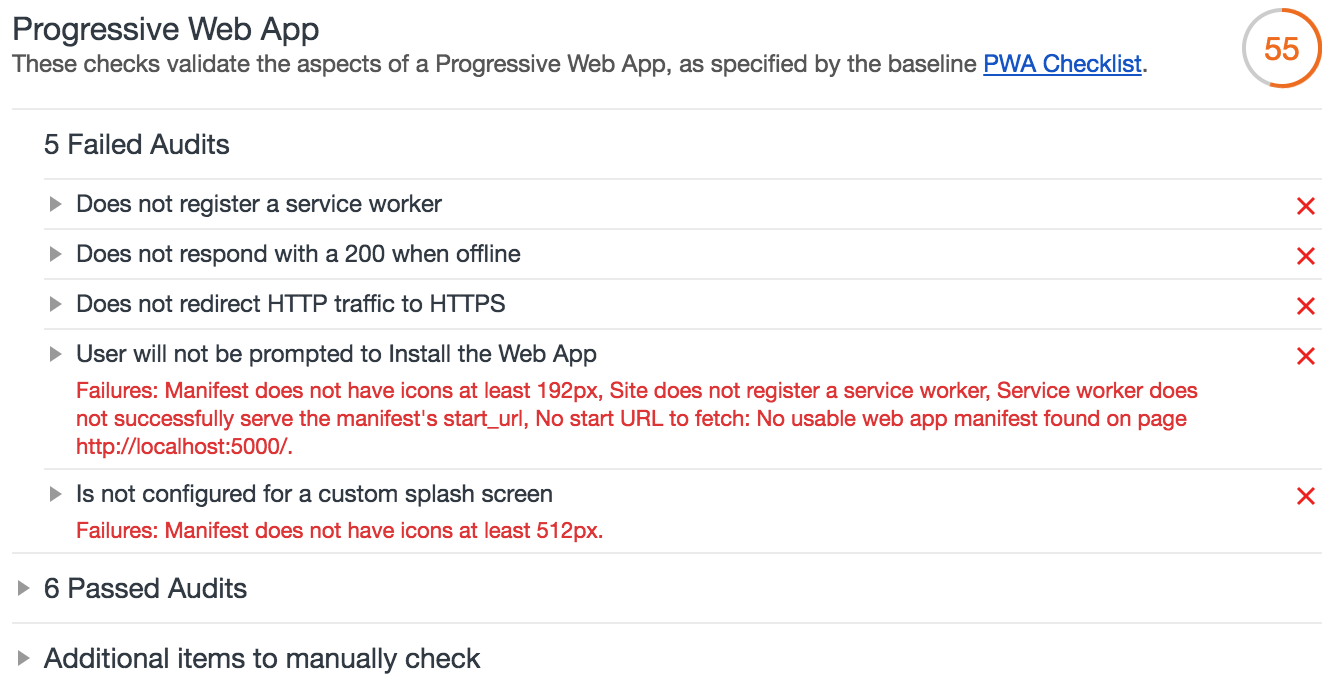 Progressive Web App
55
These checks validate the aspects of a Progressive Web App, as specified by the baseline PWA Checklist.
5 Failed Audits
Does not register a service worker
Does not respond with a 200 when offline
Does not redirect HTTP traffic to HTTPS
User will not be prompted to Install the Web App
Failures: Manifest does not have icons at least 192px, Site does not register a service worker, Service worker does
not successfully serve the manifest's start_url, No start URL to fetch: No usable web app manifest found on page
http://localhost:5000/.
Is not configured for a custom splash screen
Failures: Manifest does not have icons at least 512px.
6 Passed Audits
Additional items to manually check